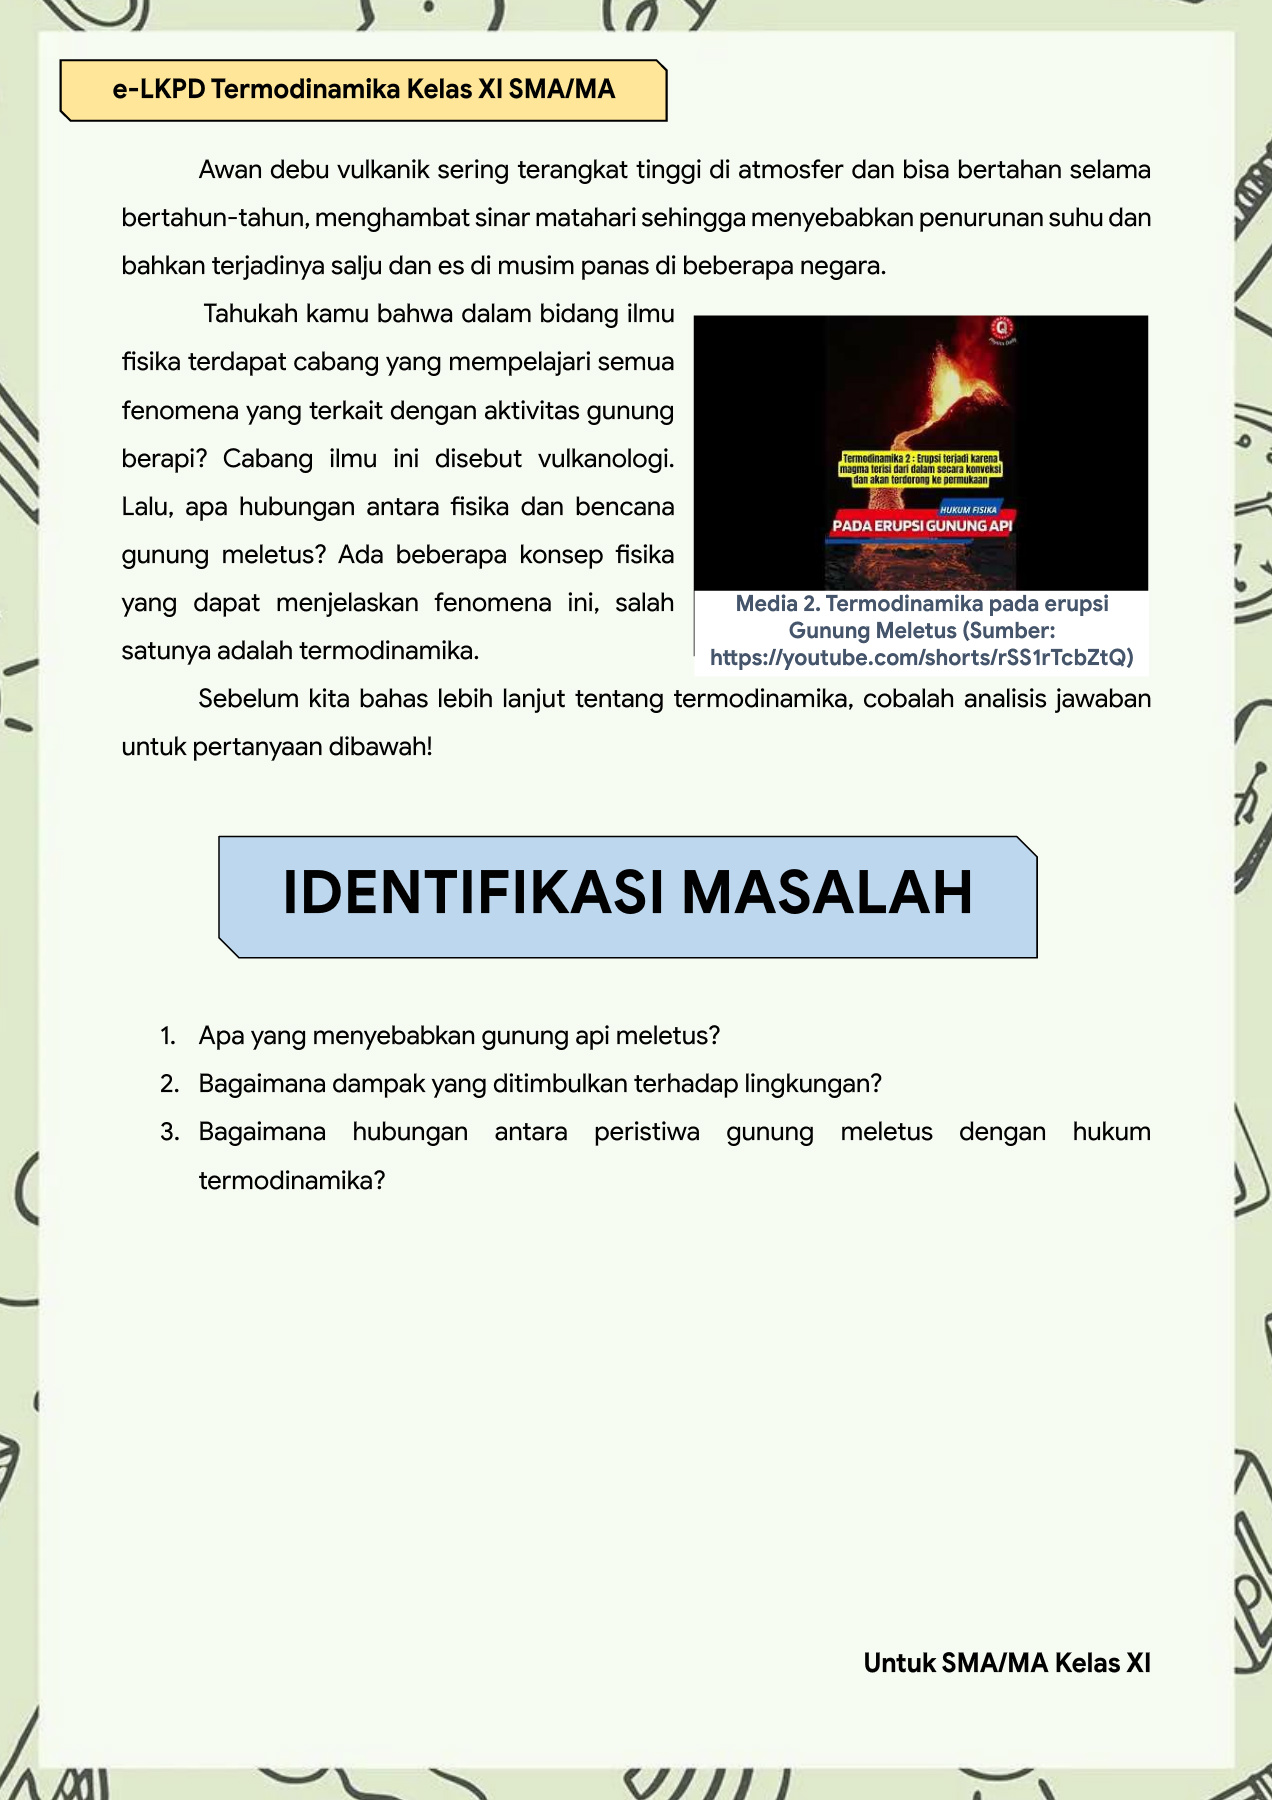 e-LKPD Termodinamika Kelas XI SMA/MA
Awan debu vulkanik sering terangkat tinggi di atmosfer dan bisa bertahan selama
bertahun-tahun, menghambat sinar matahari sehingga menyebabkan penurunan suhu dan
bahkan terjadinya salju dan es di musim panas di beberapa negara.
Tahukah kamu bahwa dalam bidang ilmu
fisika terdapat cabang yang mempelajari semua
fenomena yang terkait dengan aktivitas gunung
berapi? Cabang ilmu ini disebut vulkanologi.
Lalu, apa hubungan antara fisika dan bencana
gunung meletus? Ada beberapa konsep fisika
yang dapat menjelaskan fenomena ini, salah
satunya adalah termodinamika.
Termodinamika 2 : Erupsi terjadi karena
magma terisi dari dalam secara konveksi
dan akan terdorong ke permukaan
HUKUM FISIKA
PADA ERUPSI GUNUNG API
Media 2. Termodinamika pada erupsi
Gunung Meletus (Sumber:
https://youtube.com/shorts/rSS1rTcbZtQ)
Sebelum kita bahas lebih lanjut tentang termodinamika, cobalah analisis jawaban
untuk pertanyaan dibawah!
IDENTIFIKASI MASALAH
1. Apa yang menyebabkan gunung api meletus?
2. Bagaimana dampak yang ditimbulkan terhadap lingkungan?
3. Bagaimana hubungan antara peristiwa gunung meletus dengan hukum
termodinamika?
Untuk SMA/MA Kelas XI